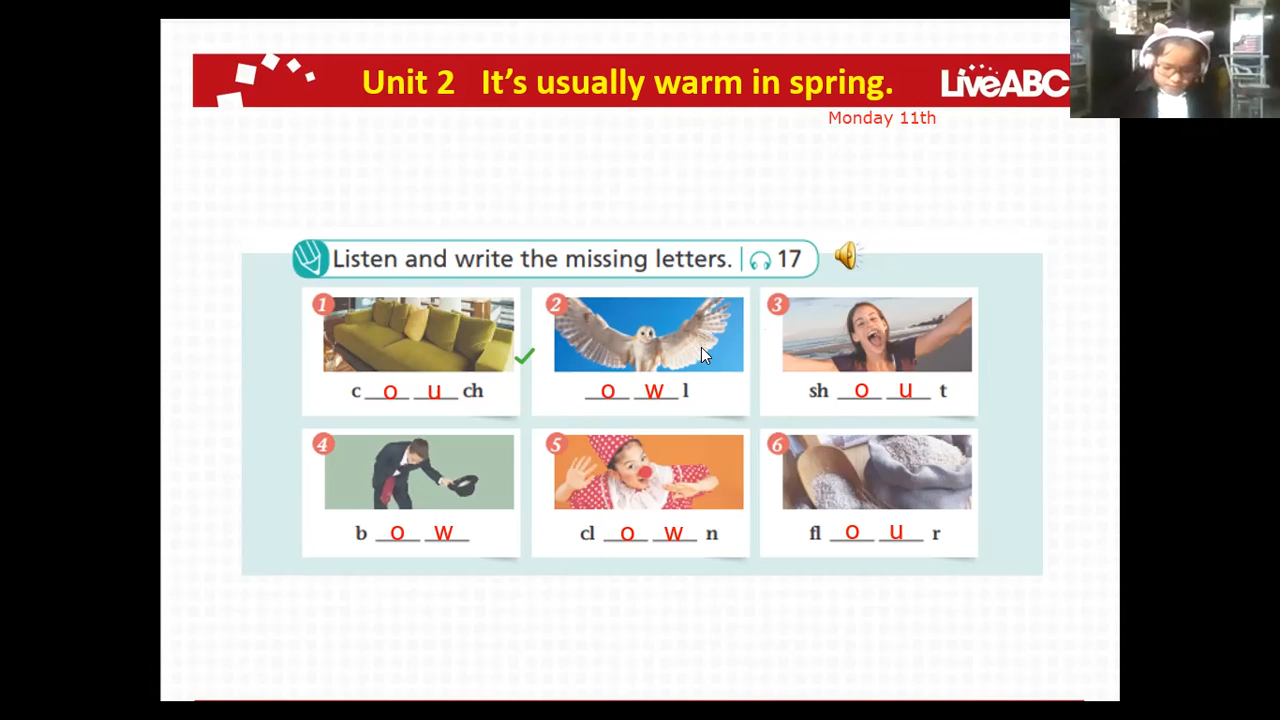 Unit 2 It's usually warm in spring.
LiveABC
Monday 11th
Listen and write the missing letters. | 17
1
2
3
c o u ch
o w l
sh o u t
4
5
6
b o w
cl o w n
fl o u r